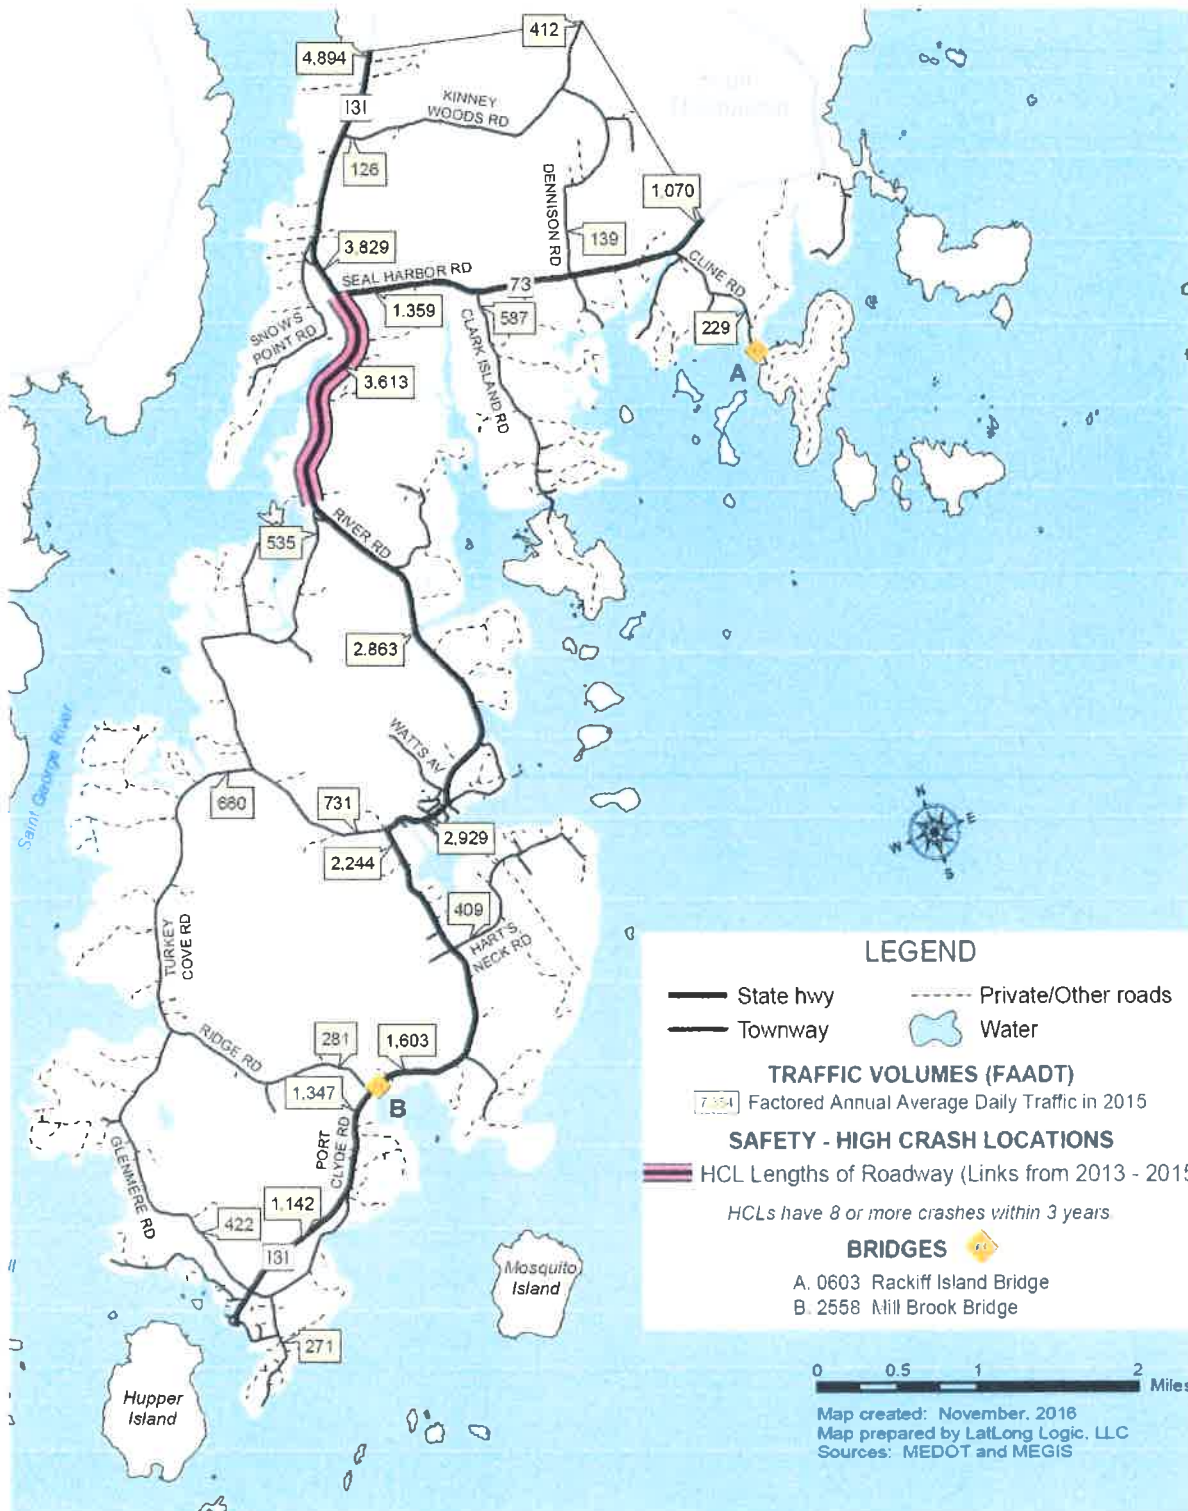 412
4,894
131
KINNEY
WOODS RD
126
DENNISON RD
1,070
139
3,829
SEAL HARBOR RD
73
CLINE RD
1.359
587
229
SNOW'S
POINT RD
CLARK ISLAND RD
A
3,613
RIVER RD
535
2.863
Saint George River
WATTS AV
660
731
2,929
2,244
409
HART'S
NECK RD
TURKEY
COVE RD
RIDGE RD
281
1,603
1.347
B
PORT
CLYDE RD
GLENMERE RD
1,142
422
131
Mosquito
Island
271
Hupper
Island
N
E
W
S
LEGEND
State hwy
Private/Other roads
Townway
Water
TRAFFIC VOLUMES (FAADT)
Factored Annual Average Daily Traffic in 2015
SAFETY - HIGH CRASH LOCATIONS
HCL Lengths of Roadway (Links from 2013 - 2015
HCLs have 8 or more crashes within 3 years.
BRIDGES
A. 0603 Rackiff Island Bridge
B. 2558 Mill Brook Bridge
0 0.5 1 2
Miles
Map created: November, 2016
Map prepared by LatLong Logic, LLC
Sources: MEDOT and MEGIS